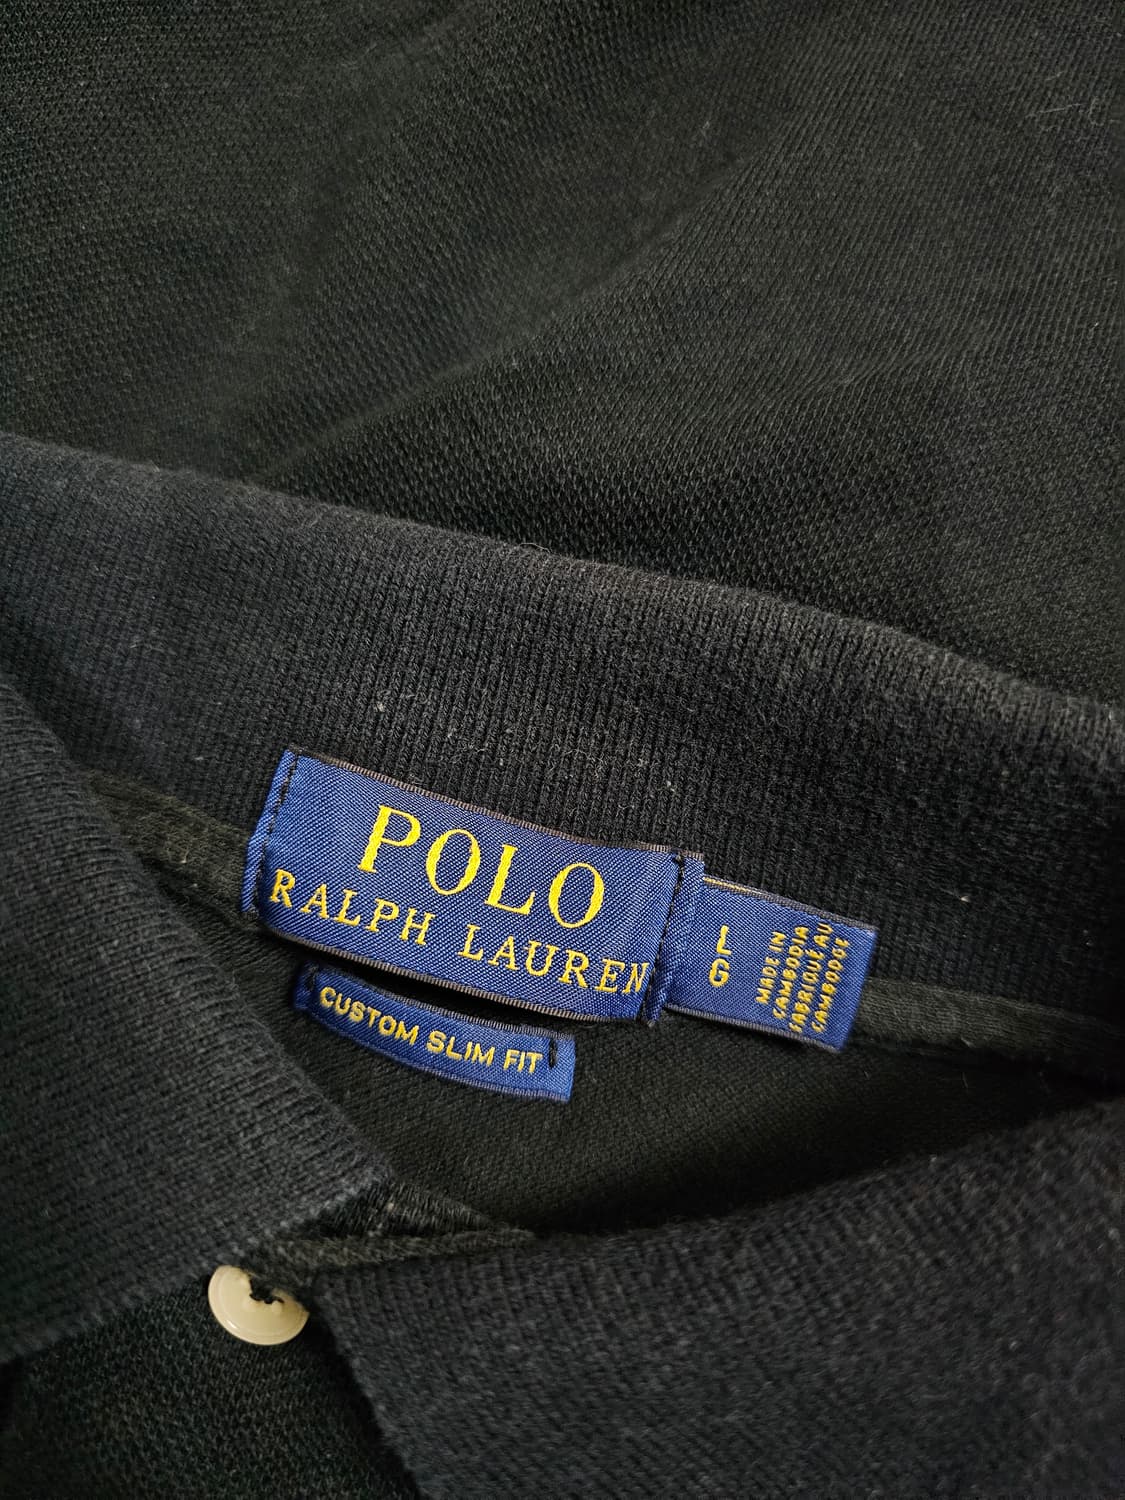 POLO
RALPH LAUREN
CUSTOM SLIM FIT
L
G
MADE IN
CAMBODIA
FABRIQUÉ AU
CAMBODGE